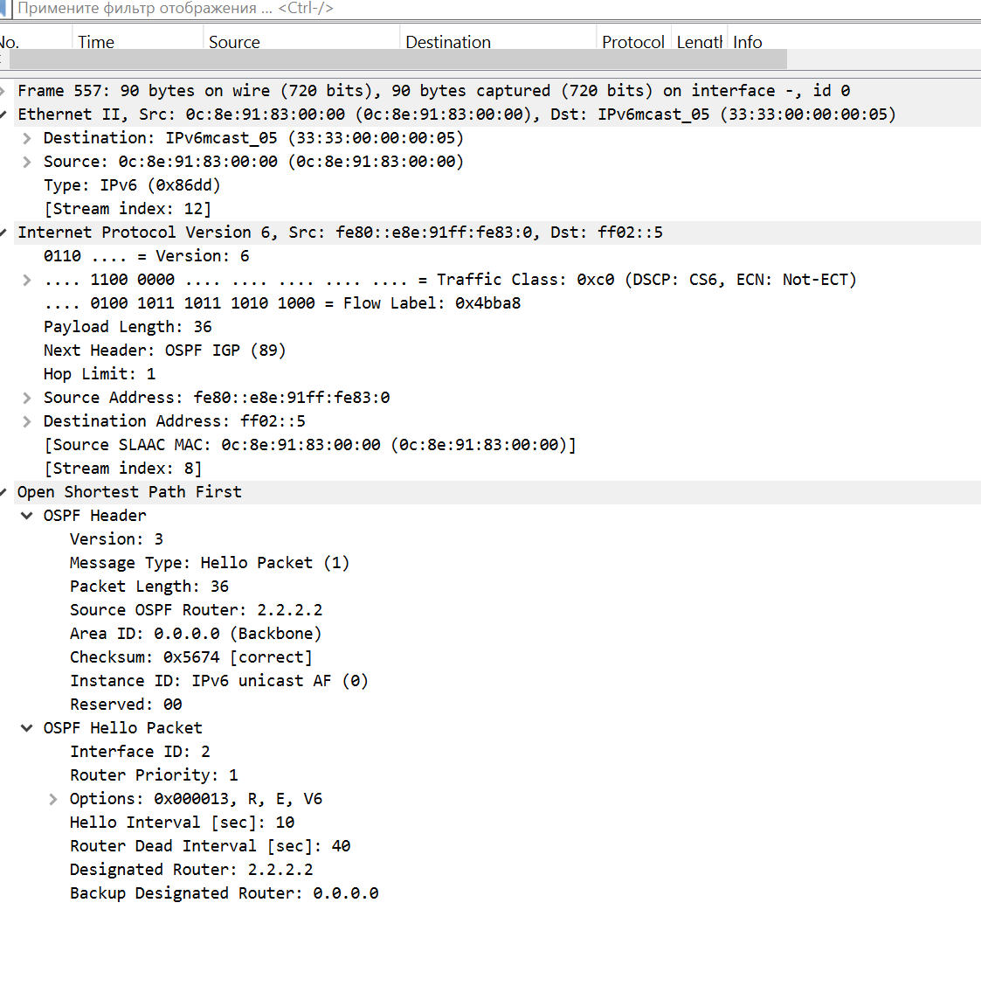 Примените фильтр отображения ... <Ctrl-/>
No. Time Source Destination Protocol Length Info
Frame 557: 90 bytes on wire (720 bits), 90 bytes captured (720 bits) on interface -, id 0
Ethernet II, Src: 0c:8e:91:83:00:00 (0c:8e:91:83:00:00), Dst: IPv6mcast_05 (33:33:00:00:00:05)
Destination: IPv6mcast_05 (33:33:00:00:00:05)
Source: 0c:8e:91:83:00:00 (0c:8e:91:83:00:00)
Type: IPv6 (0x86dd)
[Stream index: 12]
Internet Protocol Version 6, Src: fe80::e8e:91ff:fe83:0, Dst: ff02::5
0110 .... = Version: 6
.... 1100 0000 .... .... .... .... .... = Traffic Class: 0xc0 (DSCP: CS6, ECN: Not-ECT)
.... 0100 1011 1011 1010 1000 = Flow Label: 0x4bba8
Payload Length: 36
Next Header: OSPF IGP (89)
Hop Limit: 1
Source Address: fe80::e8e:91ff:fe83:0
Destination Address: ff02::5
[Source SLAAC MAC: 0c:8e:91:83:00:00 (0c:8e:91:83:00:00)]
[Stream index: 8]
Open Shortest Path First
OSPF Header
Version: 3
Message Type: Hello Packet (1)
Packet Length: 36
Source OSPF Router: 2.2.2.2
Area ID: 0.0.0.0 (Backbone)
Checksum: 0x5674 [correct]
Instance ID: IPv6 unicast AF (0)
Reserved: 00
OSPF Hello Packet
Interface ID: 2
Router Priority: 1
Options: 0x000013, R, E, V6
Hello Interval [sec]: 10
Router Dead Interval [sec]: 40
Designated Router: 2.2.2.2
Backup Designated Router: 0.0.0.0